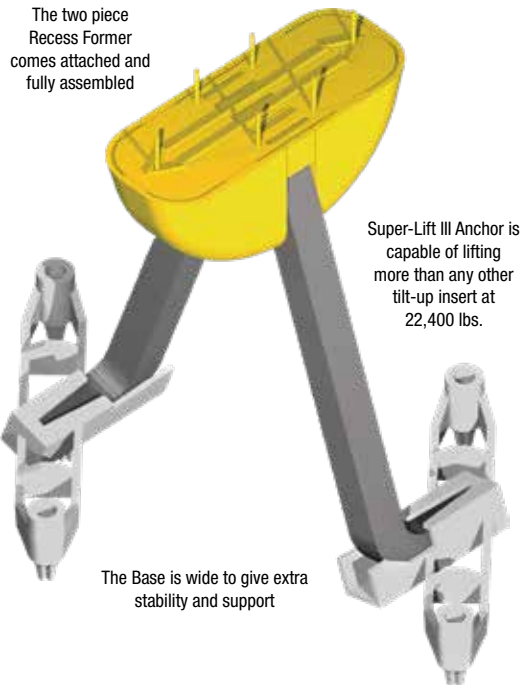 The two piece
Recess Former
comes attached and
fully assembled
Super-Lift III Anchor is
capable of lifting
more than any other
tilt-up insert at
22,400 lbs.
The Base is wide to give extra
stability and support